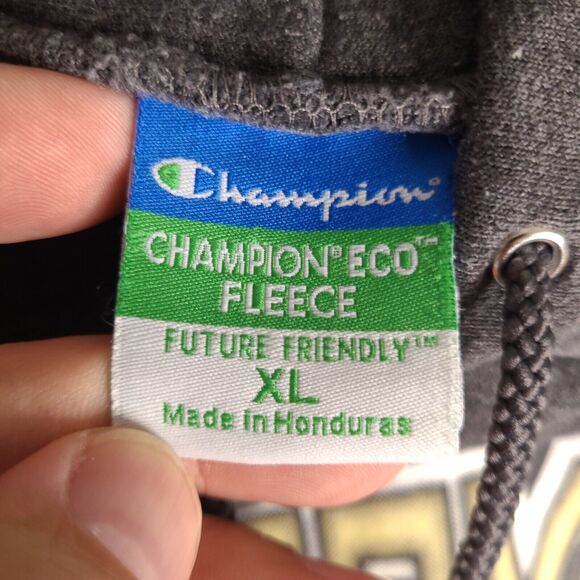 Champion®
CHAMPION® ECO™
FLEECE
FUTURE FRIENDLY™
XL
Made in Honduras